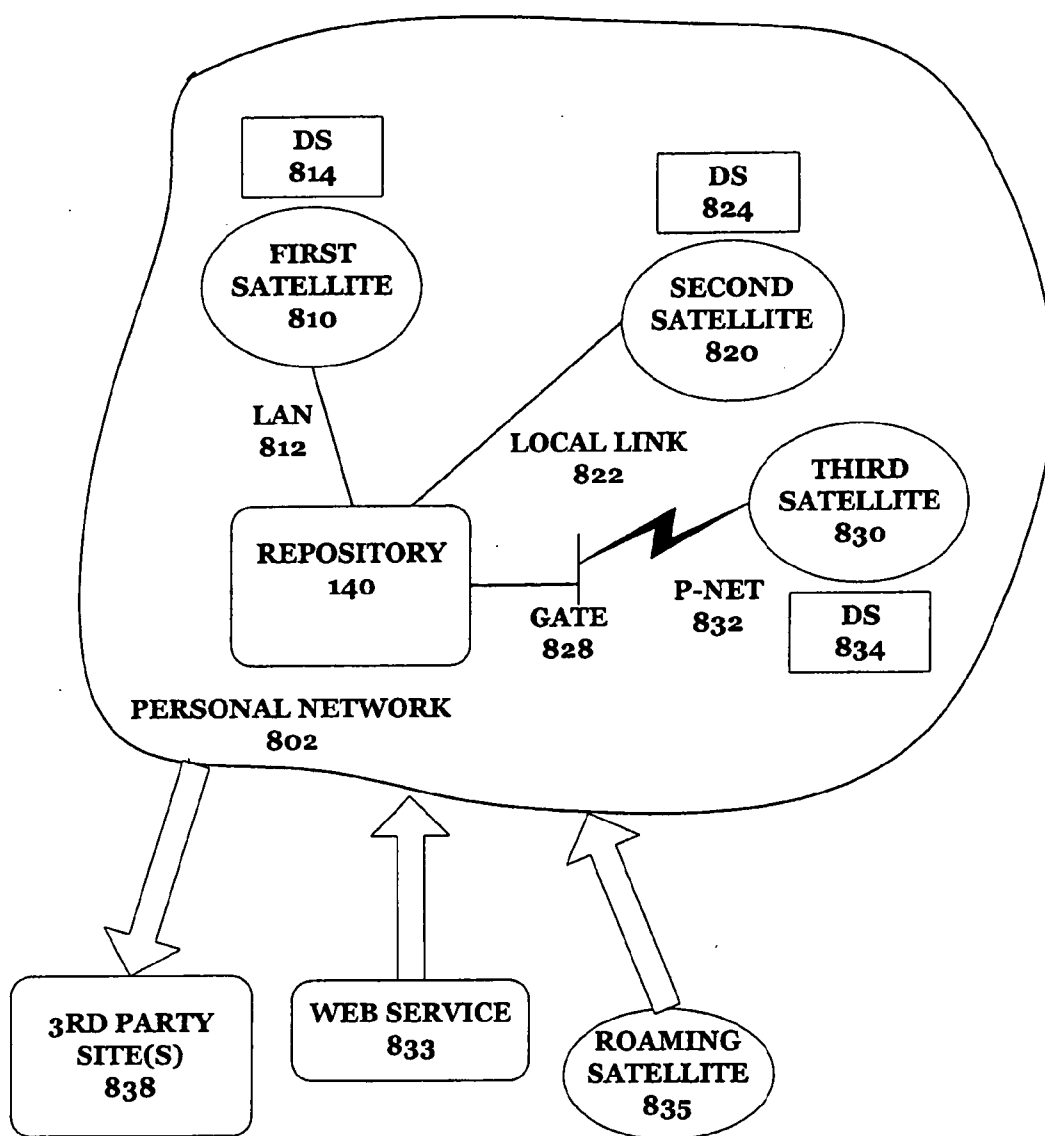 DS
814
DS
824
FIRST
SATELLITE
810
SECOND
SATELLITE
820
LAN
812
LOCAL LINK
822
THIRD
SATELLITE
830
REPOSITORY
140
GATE
828
P-NET
832
DS
834
PERSONAL NETWORK
802
3RD PARTY
SITE(S)
838
WEB SERVICE
833
ROAMING
SATELLITE
835